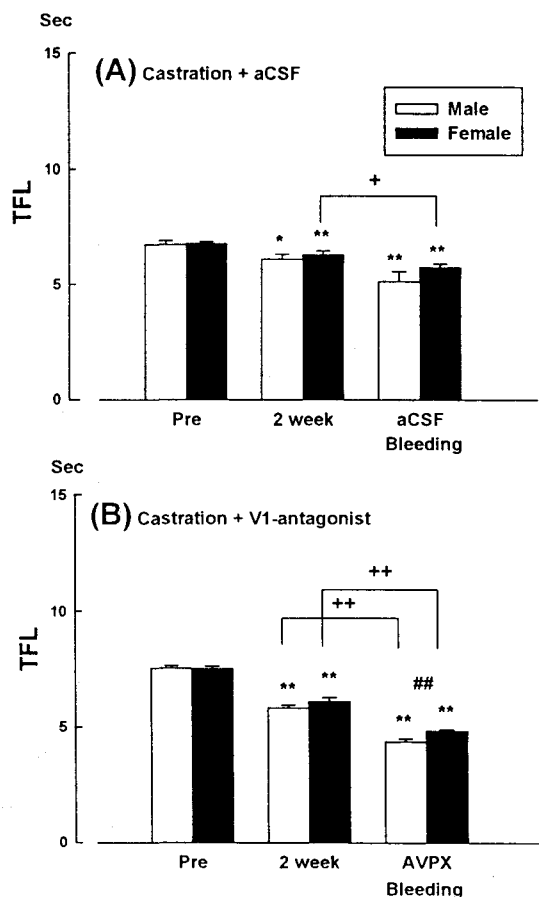 Sec
15
(A) Castration + aCSF
Male
Female
10
+
TFL
* ** ** **
5
0
Pre 2 week aCSF
Bleeding
Sec
15
(B) Castration + V1-antagonist
++
++
10
TFL
** ** ## ** **
5
0
Pre 2 week AVPX
Bleeding